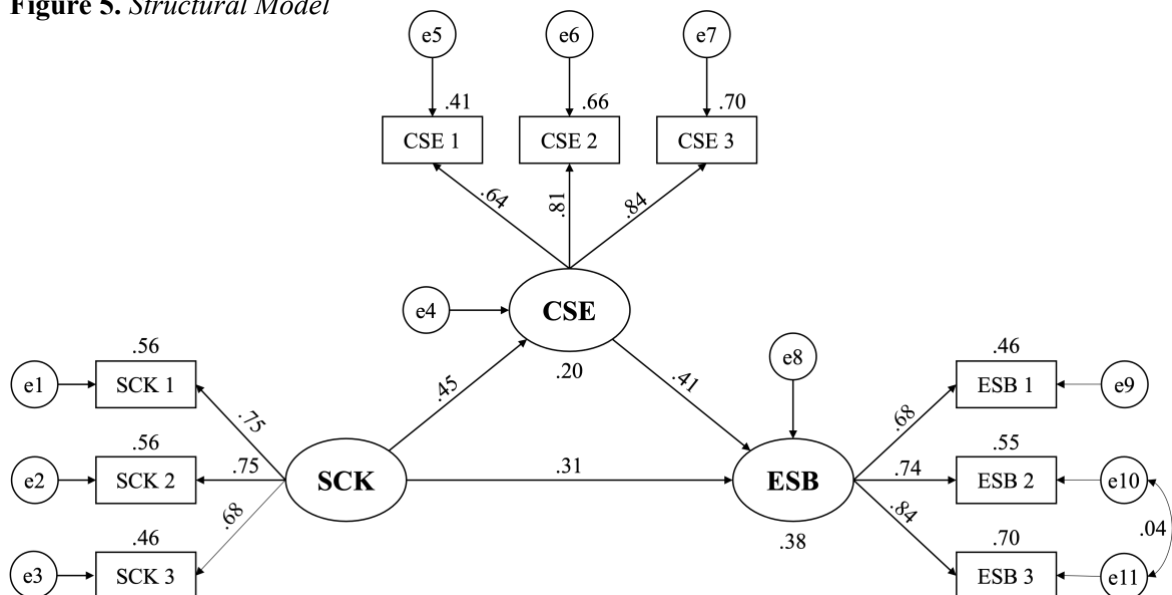 Figure 5. Structural Model
e5 e6 e7
.41 .66 .70
CSE 1 CSE 2 CSE 3
.64 .81 .84
e4 CSE
.20
e8
.45 .41
.56 .46
e1 SCK 1 ESB 1 e9
.75 .68
.56 .55
e2 SCK 2 .75 SCK .31 ESB .74 ESB 2 e10
.68 .84
.38
.04
.46 .70
e3 SCK 3 ESB 3 e11